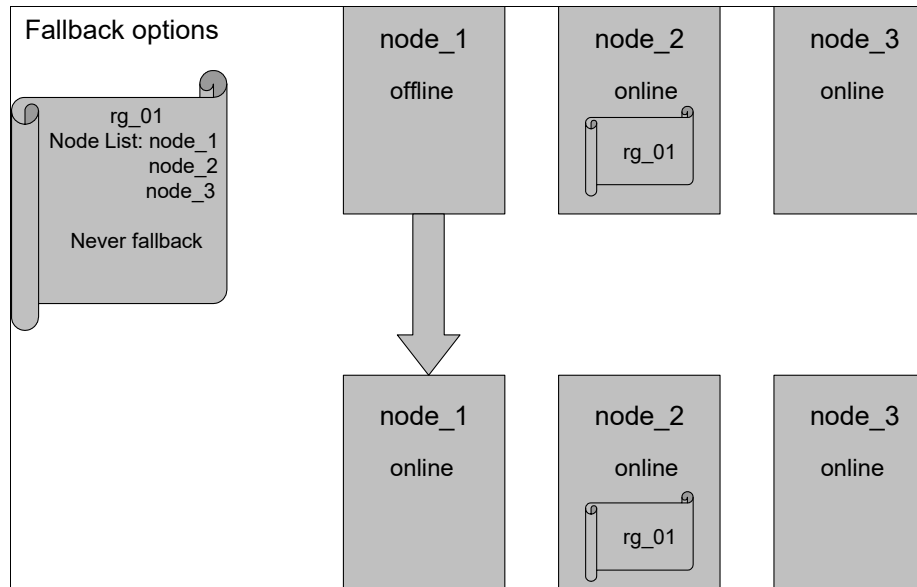 Fallback options
rg_01
Node List: node_1
node_2
node_3
Never fallback
node_1
offline
node_2
online
rg_01
node_3
online
node_1
online
node_2
online
rg_01
node_3
online